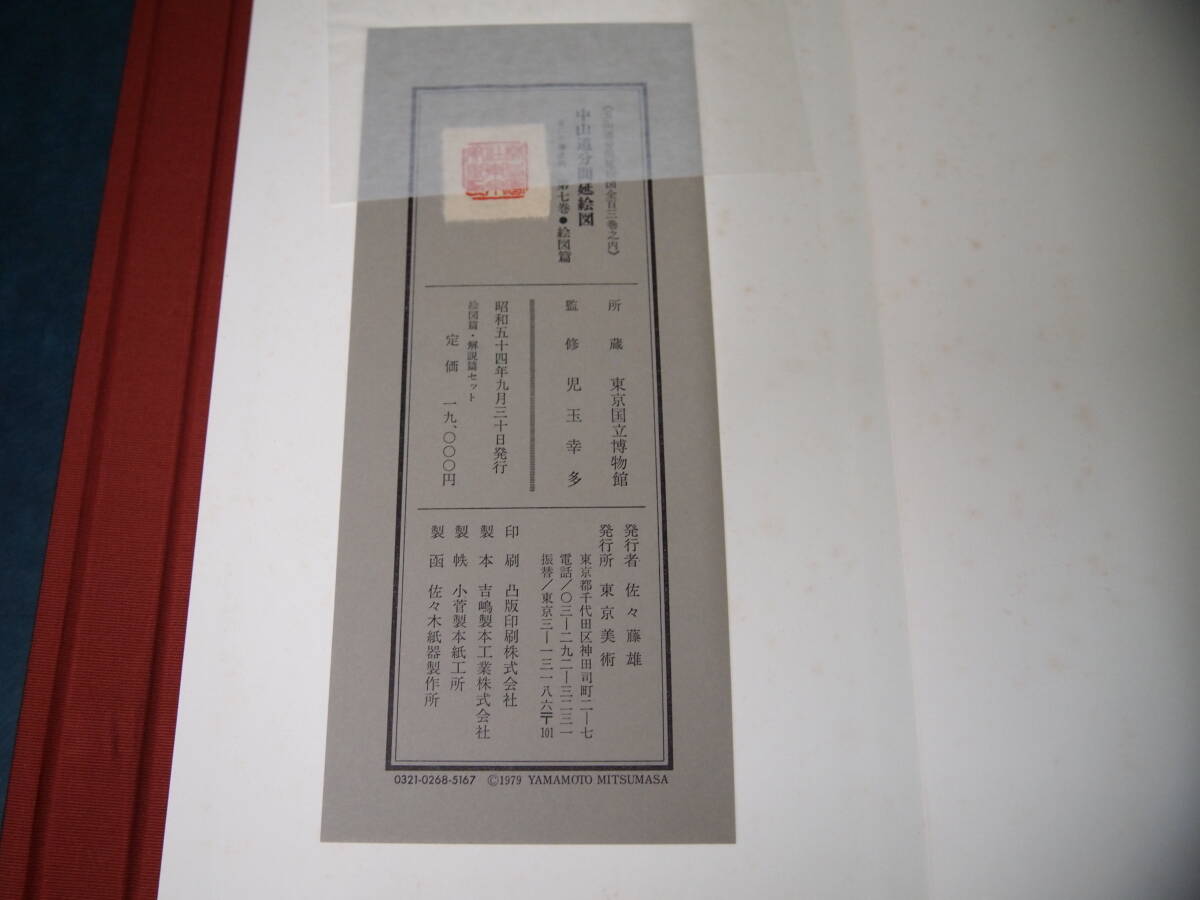 図全百三巻之内》
中山道分間延絵図
第七巻●絵図篇
所蔵 東京国立博物館
監修 児玉幸多
昭和五十四年九月三十日発行
絵図篇・解説篇セット
定価 一九、〇〇〇円
発行者 佐々藤雄
発行所 東京美術
東京都千代田区神田司町二―七
電話／〇三―二九二―三二三一
振替／東京三―一三一八六〒101
印刷 凸版印刷株式会社
製本 吉嶋製本工業株式会社
製帙 小菅製本紙工所
製函 佐々木紙器製作所
0321-0268-5167 ©1979 YAMAMOTO MITSUMASA